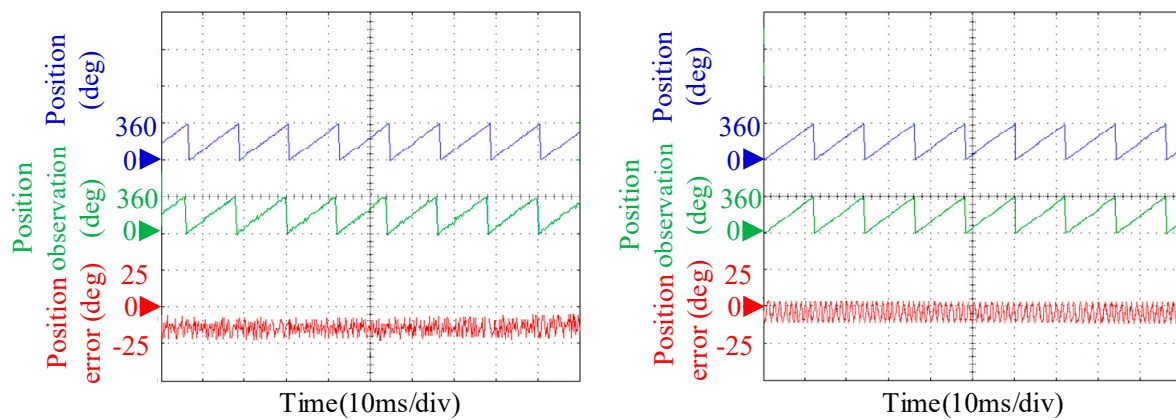 Position
(deg)
360
0
Position
observation
(deg)
360
0
Position
error (deg)
25
0
-25
Time(10ms/div)
Position
(deg)
360
0
Position
observation
(deg)
360
0
Position
error (deg)
25
0
-25
Time(10ms/div)